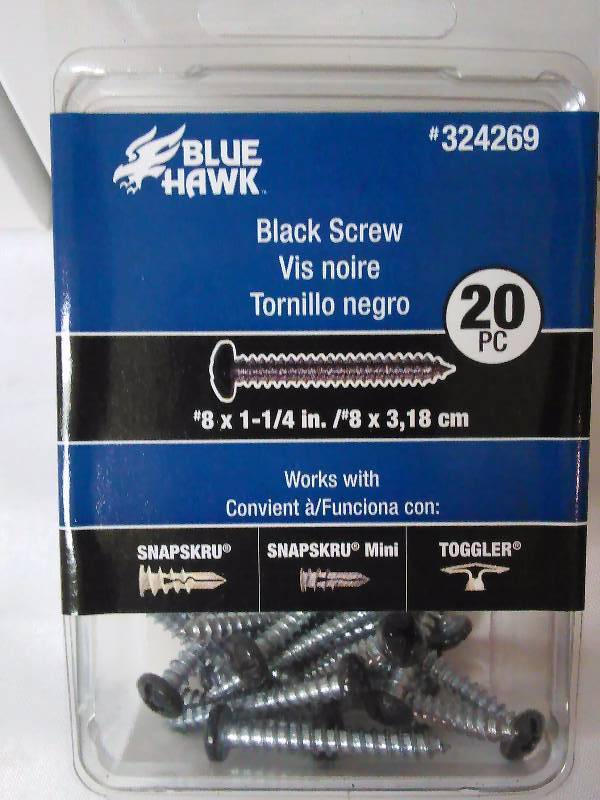 BLUE
HAWK™
#324269
Black Screw
Vis noire
Tornillo negro
20
PC
#8 x 1-1/4 in. /#8 x 3,18 cm
Works with
Convient à/Funciona con:
SNAPSKRU®
SNAPSKRU® Mini
TOGGLER®